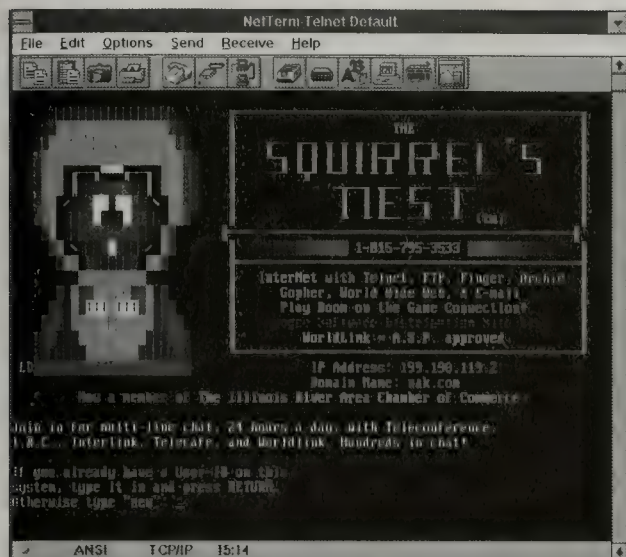 NetTerm-Telnet Default
File Edit Options Send Receive Help
THE
SQUIRREL'S
NEST
1-815-795-3533
InterNet with Telnet, FTP, Finger, Archie
Gopher, World Wide Web, & E-mail
Play Doom on the Game Connection!
Software Distribution
WorldLink - A.S.P. approved
IP Address: 199.190.119.2
Domain Name: nak.com
Now a member of The Illinois River Area Chamber of Commerce
Join in for multi-line chat, 24 hours a day, with Teleconference,
Interlink, Telecafe, and Worldlink. Hundreds to chat!
If you already have a User-ID on this
system, type it in and press RETURN.
Otherwise type "new"
ANSI TCP/IP 15:14